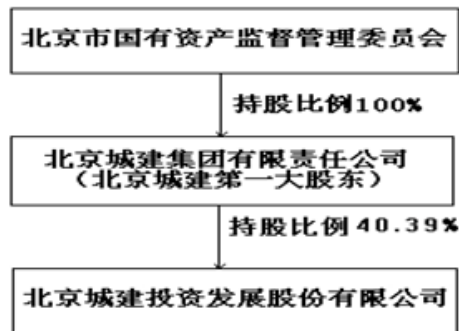 北京市国有资产监督管理委员会
持股比例100%
北京城建集团有限责任公司
（北京城建第一大股东）
持股比例 40.39%
北京城建投资发展股份有限公司